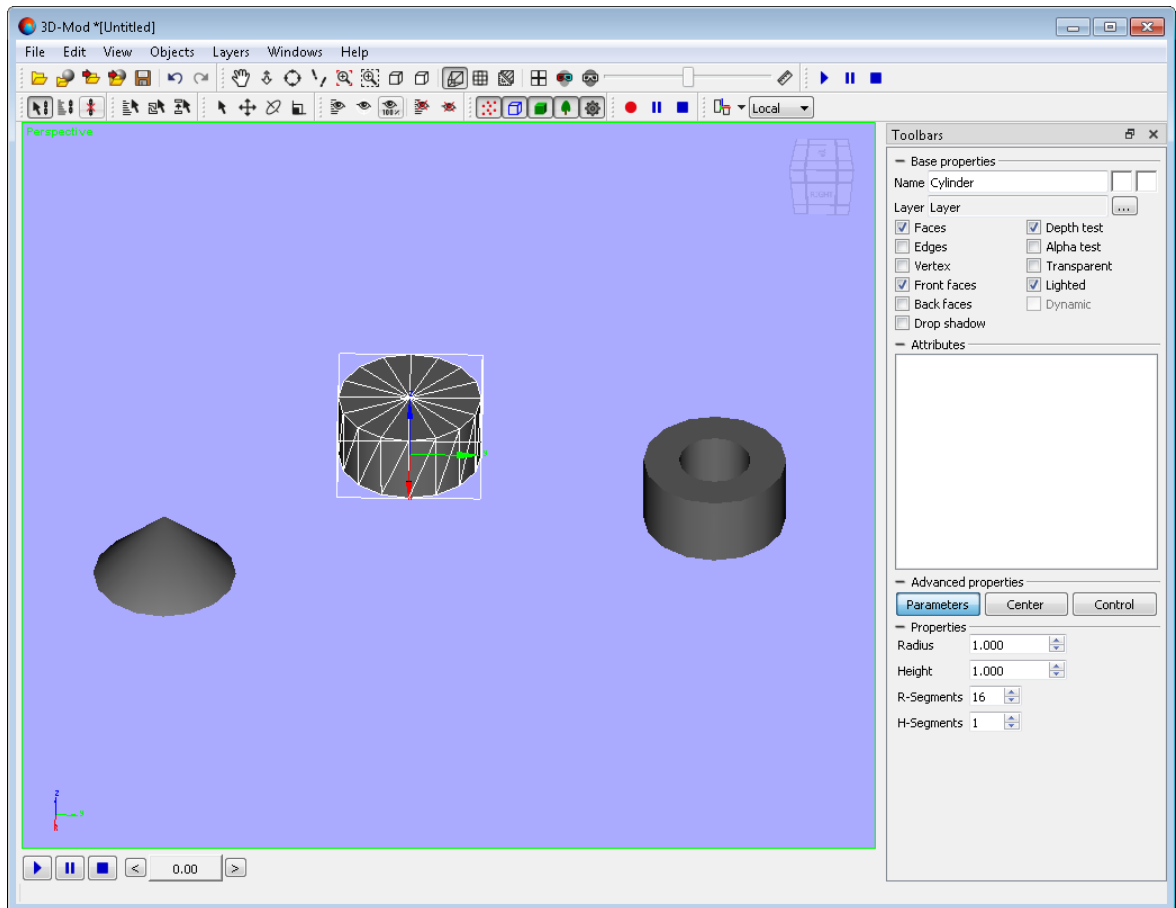 3D-Mod *[Untitled]
File Edit View Objects Layers Windows Help
100%
Local
Perspective
RIGHT
z
Toolbars
Base properties
Name Cylinder
Layer Layer ...
Faces Depth test
Edges Alpha test
Vertex Transparent
Front faces Lighted
Back faces Dynamic
Drop shadow
Attributes
Advanced properties
Parameters Center Control
Properties
Radius 1.000
Height 1.000
R-Segments 16
H-Segments 1
< 0.00 >